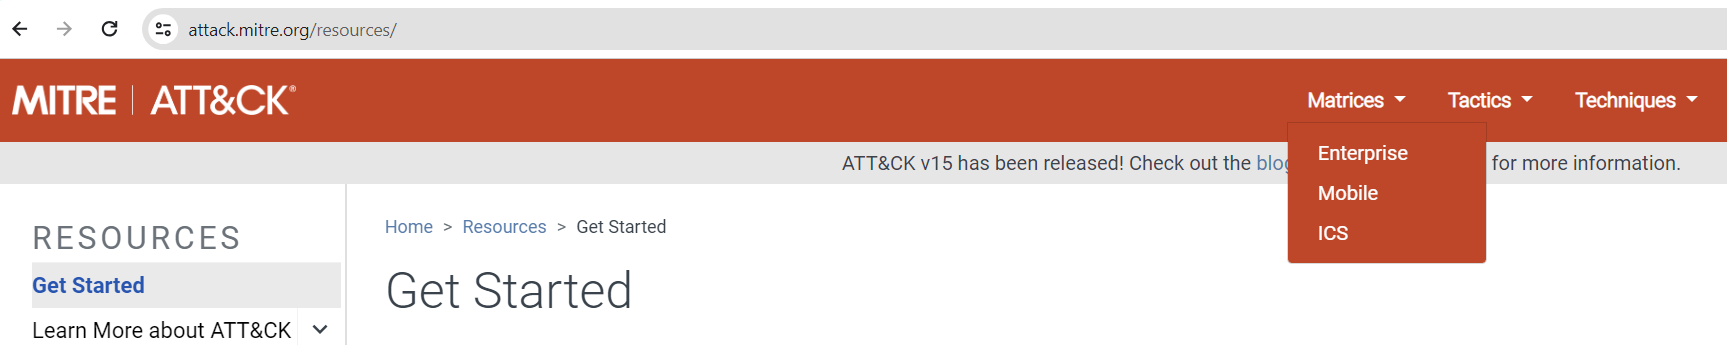 attack.mitre.org/resources/
MITRE | ATT&CK®
Matrices Tactics Techniques
Enterprise
Mobile
ICS
ATT&CK v15 has been released! Check out the blog for more information.
RESOURCES
Get Started
Learn More about ATT&CK
Home > Resources > Get Started
Get Started